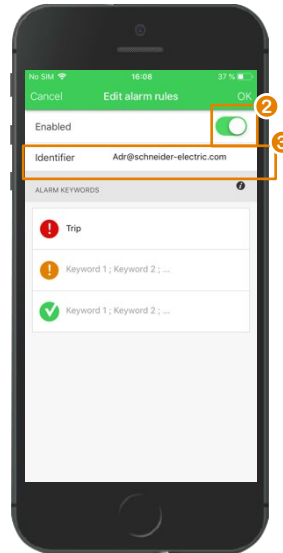 No SIM 16:08 37 %
Cancel Edit alarm rules OK
2
Enabled
3
Identifier Adr@schneider-electric.com
ALARM KEYWORDS i
! Trip
! Keyword 1 ; Keyword 2 ; ...
Keyword 1 ; Keyword 2 ; ...